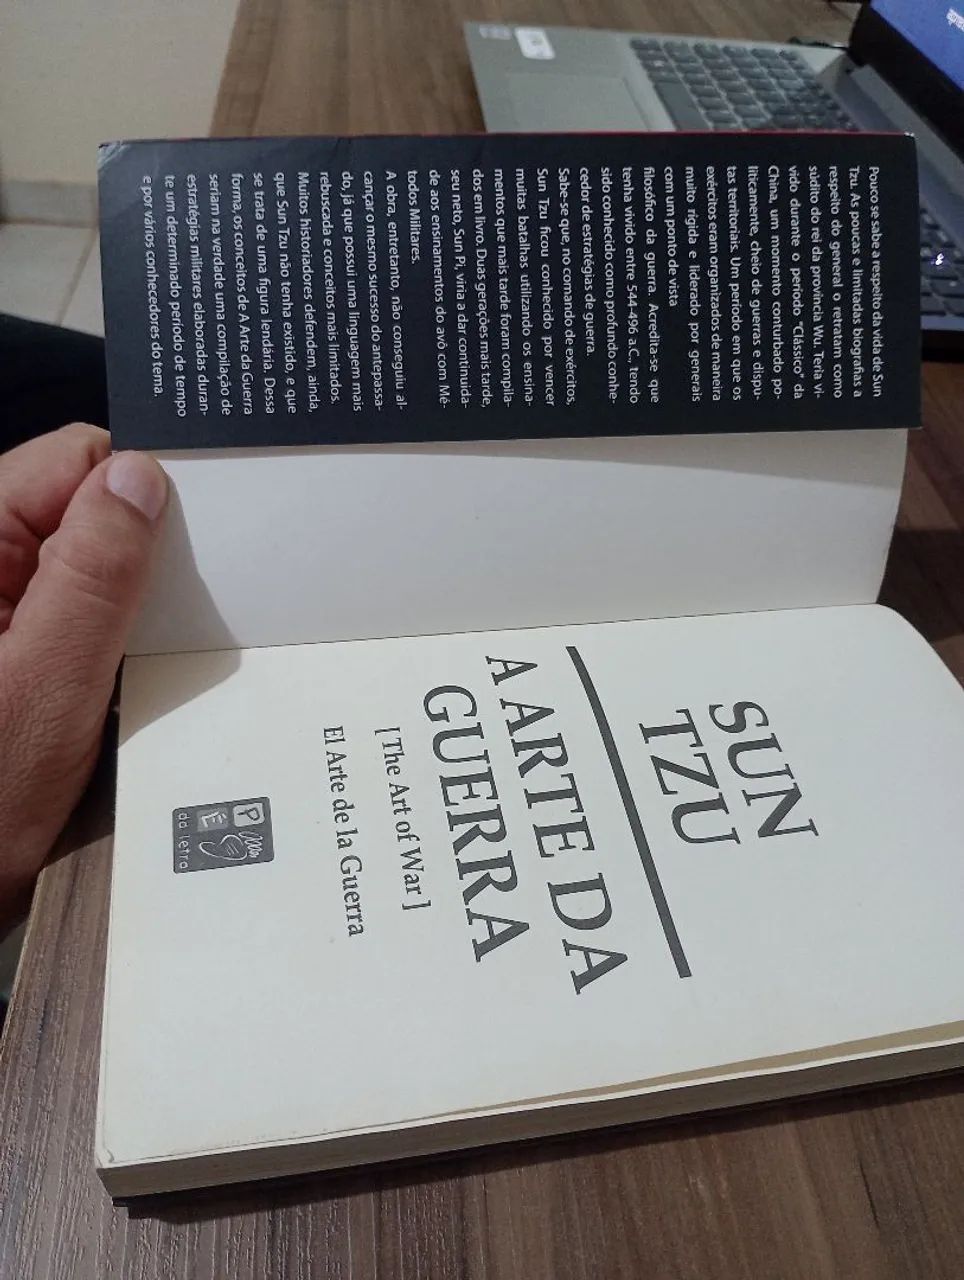 Pouco se sabe a respeito da vida de Sun
Tzu. As poucas e limitadas biografias a
respeito do general o retratam como
súdito do rei da província Wu. Teria vi-
vido durante o período "Clássico" da
China, um momento conturbado po-
liticamente, cheio de guerras e dispu-
tas territoriais. Um período em que os
exércitos eram organizados de maneira
muito rígida e liderado por generais
com um ponto de vista
filosófico da guerra. Acredita-se que
tenha vivido entre 544-496 a.C., tendo
sido conhecido como profundo conhe-
cedor de estratégias de guerra.
Sabe-se que, no comando de exércitos,
Sun Tzu ficou conhecido por vencer
muitas batalhas utilizando os ensina-
mentos que mais tarde foram compila-
dos em livro. Duas gerações mais tarde,
seu neto, Sun Pi, viria a dar continuida-
de aos ensinamentos do avô com Mé-
todos Militares.
A obra, entretanto, não conseguiu al-
cançar o mesmo sucesso do antepassa-
do, já que possui uma linguagem mais
rebuscada e conceitos mais limitados.
Muitos historiadores defendem, ainda,
que Sun Tzu não tenha existido, e que
se trata de uma figura lendária. Dessa
forma, os conceitos de A Arte da Guerra
seriam na verdade uma compilação de
estratégias militares elaboradas duran-
te um determinado período de tempo
e por vários conhecedores do tema.
SUN
TZU
A ARTE DA
GUERRA
[ The Art of War ]
El Arte de la Guerra
P
É
da letra